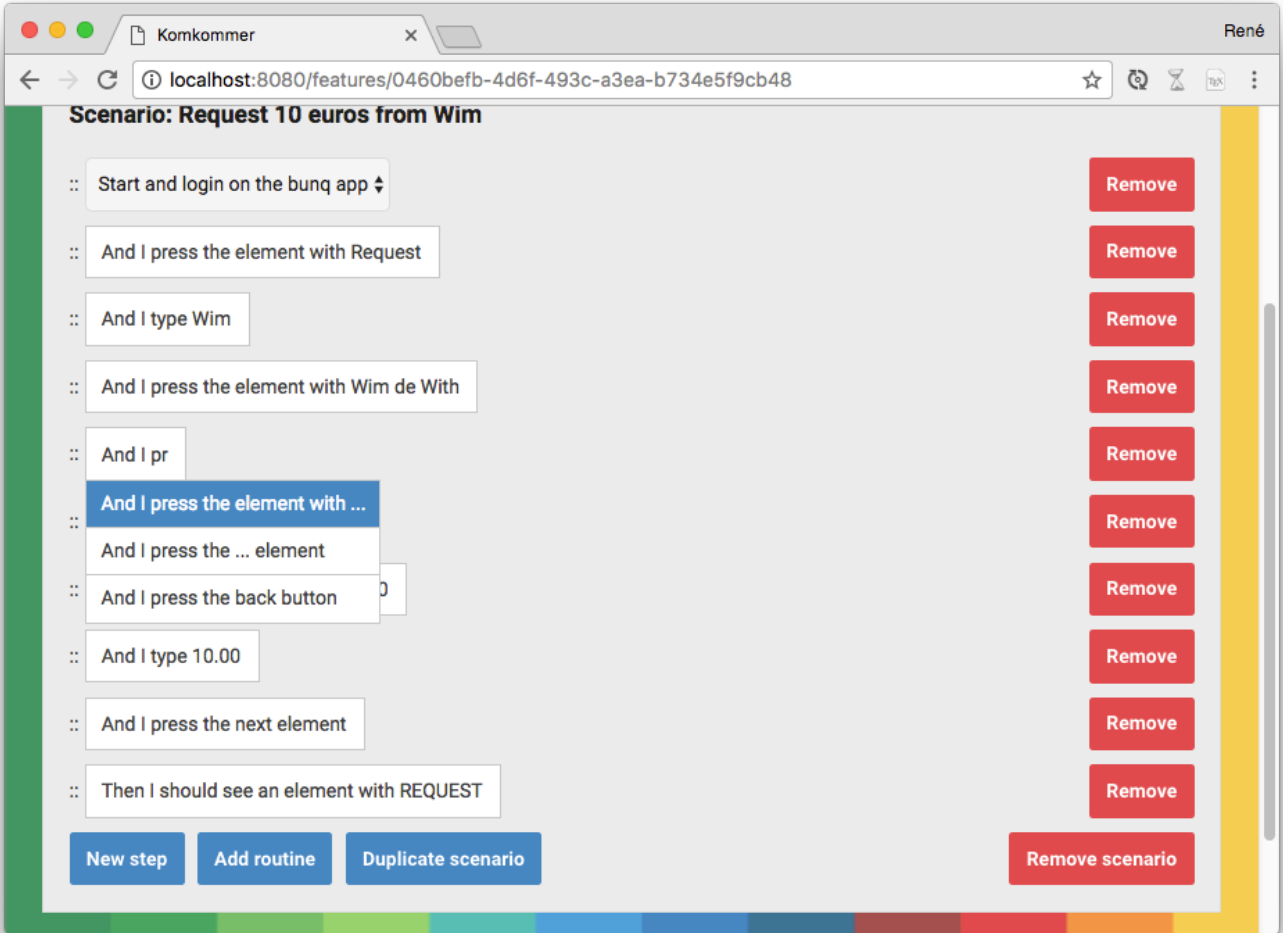 Komkommer
René
localhost:8080/features/0460befb-4d6f-493c-a3ea-b734e5f9cb48
Scenario: Request 10 euros from Wim
:: Start and login on the bunq app Remove
:: And I press the element with Request Remove
:: And I type Wim Remove
:: And I press the element with Wim de With Remove
:: And I pr Remove
And I press the element with ...
:: Remove
And I press the ... element
:: Remove
And I press the back button
:: And I type 10.00 Remove
:: And I press the next element Remove
:: Then I should see an element with REQUEST Remove
New step Add routine Duplicate scenario Remove scenario